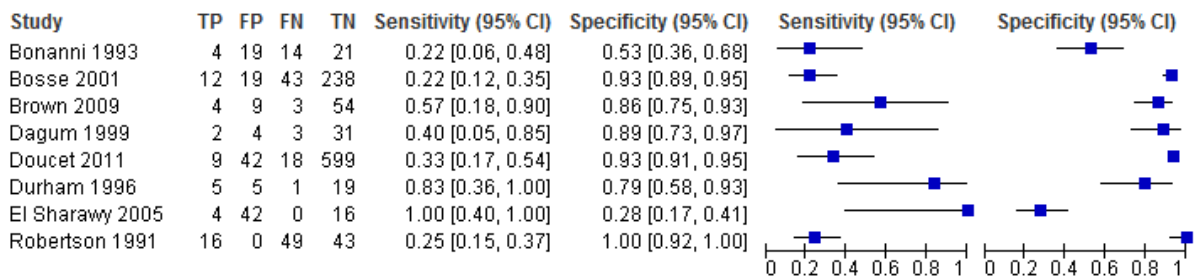 Study TP FP FN TN Sensitivity (95% CI) Specificity (95% CI) Sensitivity (95% CI) Specificity (95% CI)
Bonanni 1993 4 19 14 21 0.22 [0.06, 0.48] 0.53 [0.36, 0.68]
Bosse 2001 12 19 43 238 0.22 [0.12, 0.35] 0.93 [0.89, 0.95]
Brown 2009 4 9 3 54 0.57 [0.18, 0.90] 0.86 [0.75, 0.93]
Dagum 1999 2 4 3 31 0.40 [0.05, 0.85] 0.89 [0.73, 0.97]
Doucet 2011 9 42 18 599 0.33 [0.17, 0.54] 0.93 [0.91, 0.95]
Durham 1996 5 5 1 19 0.83 [0.36, 1.00] 0.79 [0.58, 0.93]
El Sharawy 2005 4 42 0 16 1.00 [0.40, 1.00] 0.28 [0.17, 0.41]
Robertson 1991 16 0 49 43 0.25 [0.15, 0.37] 1.00 [0.92, 1.00]
0 0.2 0.4 0.6 0.8 1 0 0.2 0.4 0.6 0.8 1